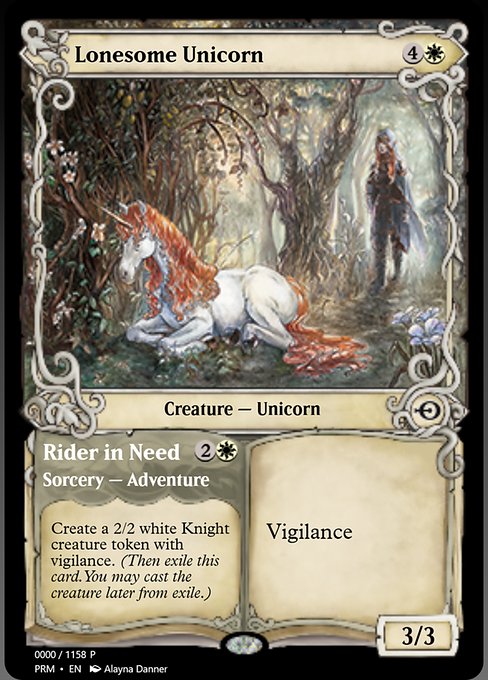 Lonesome Unicorn 4
Creature — Unicorn
Rider in Need 2
Sorcery — Adventure
Create a 2/2 white Knight
creature token with
vigilance. (Then exile this
card.You may cast the
creature later from exile.)
Vigilance
3/3
0000 / 1158 P
PRM • EN Alayna Danner